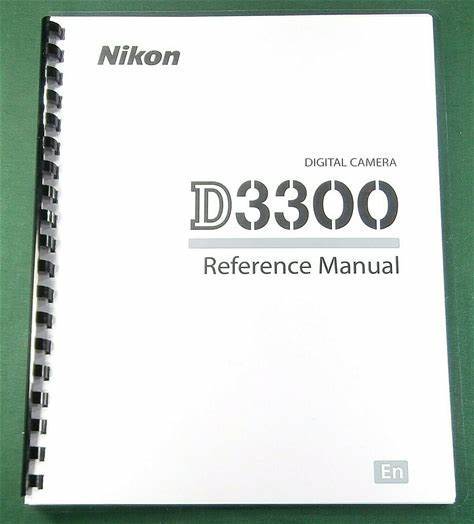 Nikon
DIGITAL CAMERA
D3300
Reference Manual
En